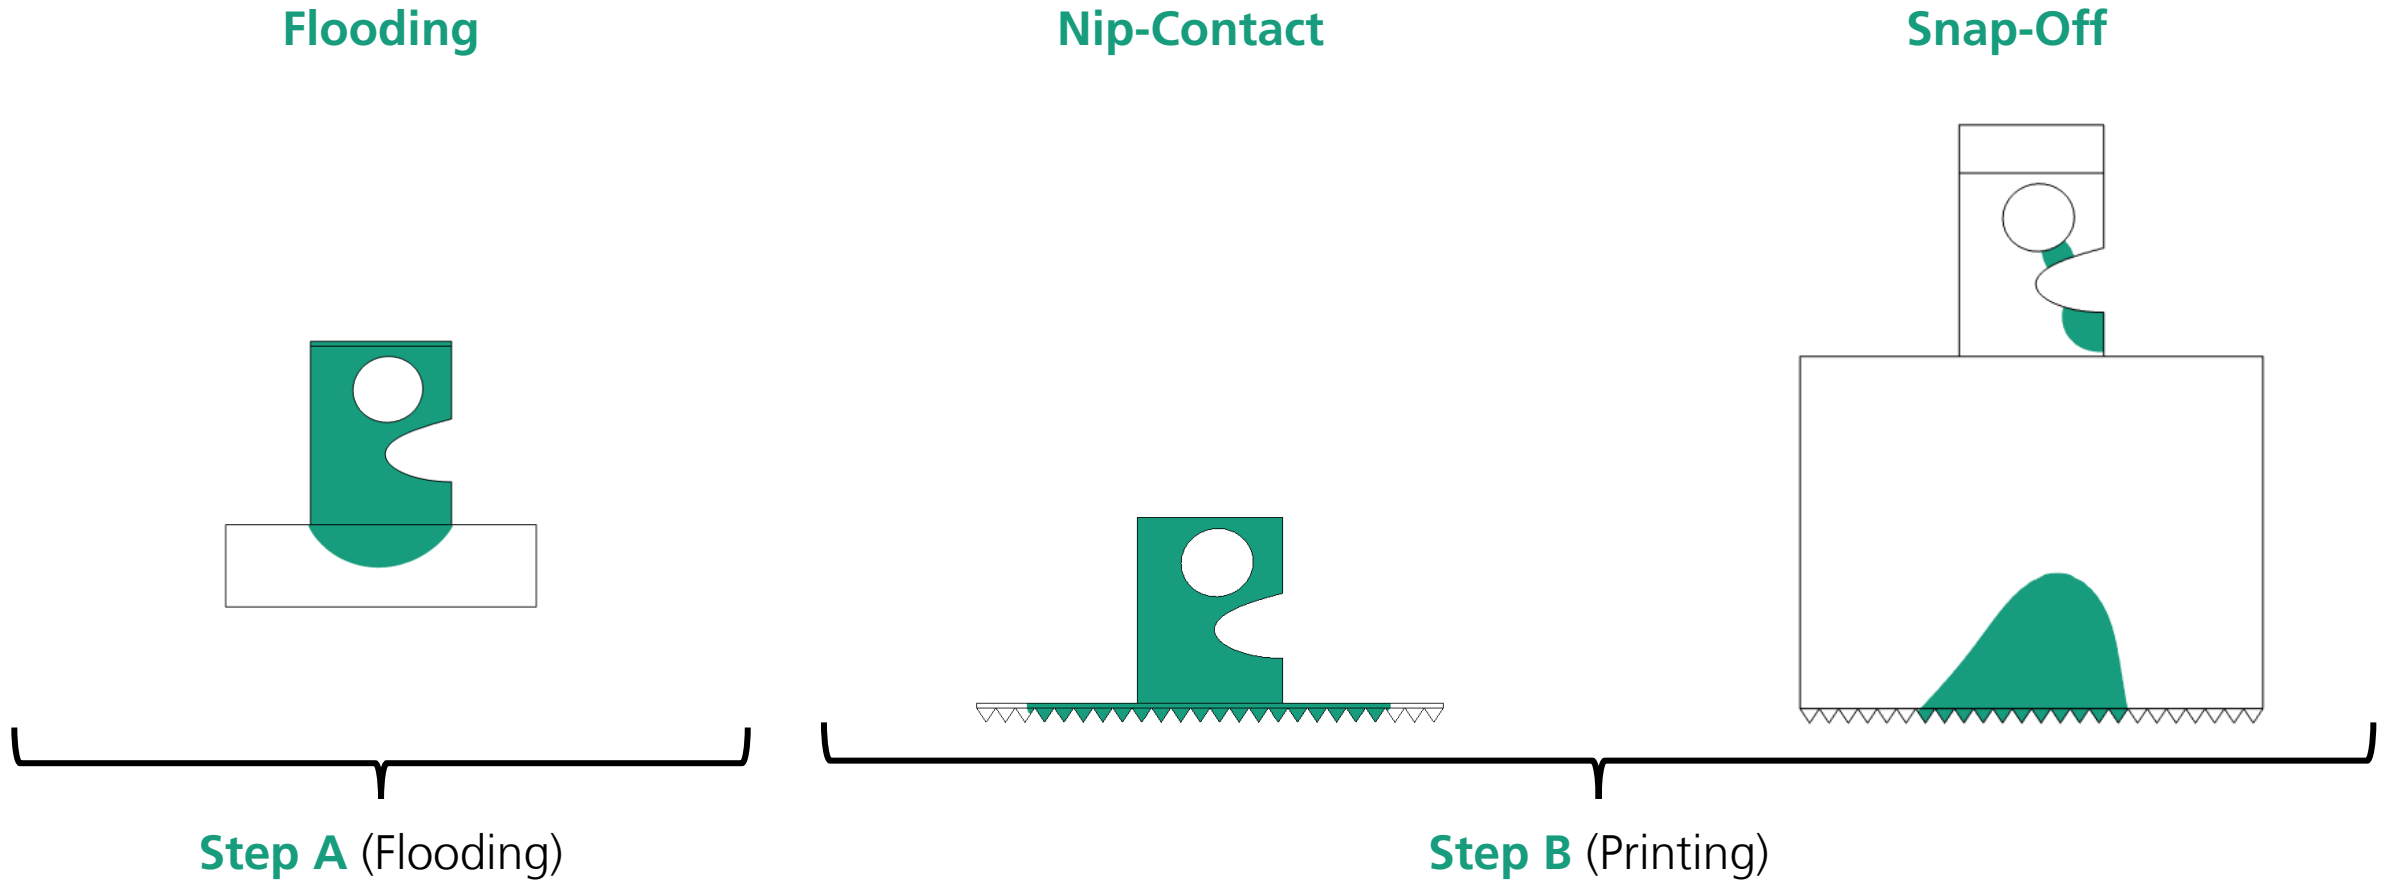 Flooding
Nip-Contact
Snap-Off
Step A (Flooding)
Step B (Printing)